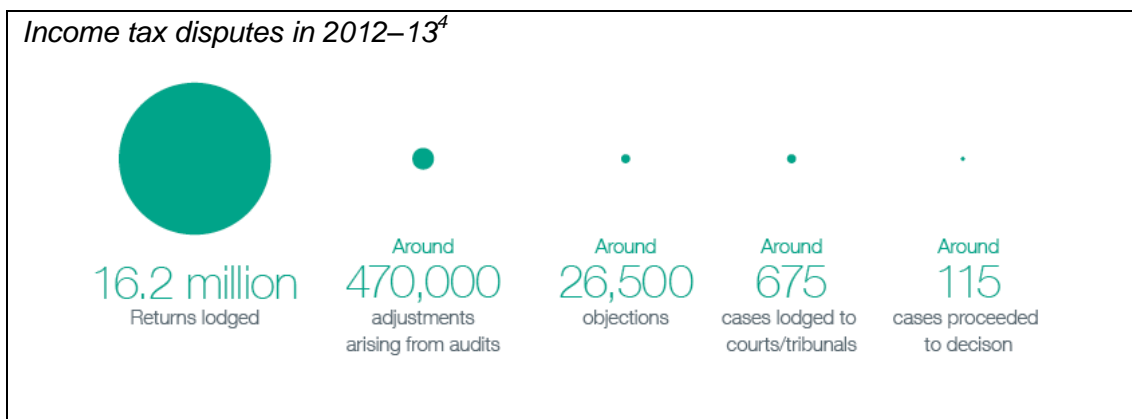 Income tax disputes in 2012–13⁴
16.2 million
Returns lodged
Around
470,000
adjustments
arising from audits
Around
26,500
objections
Around
675
cases lodged to
courts/tribunals
Around
115
cases proceeded
to decison